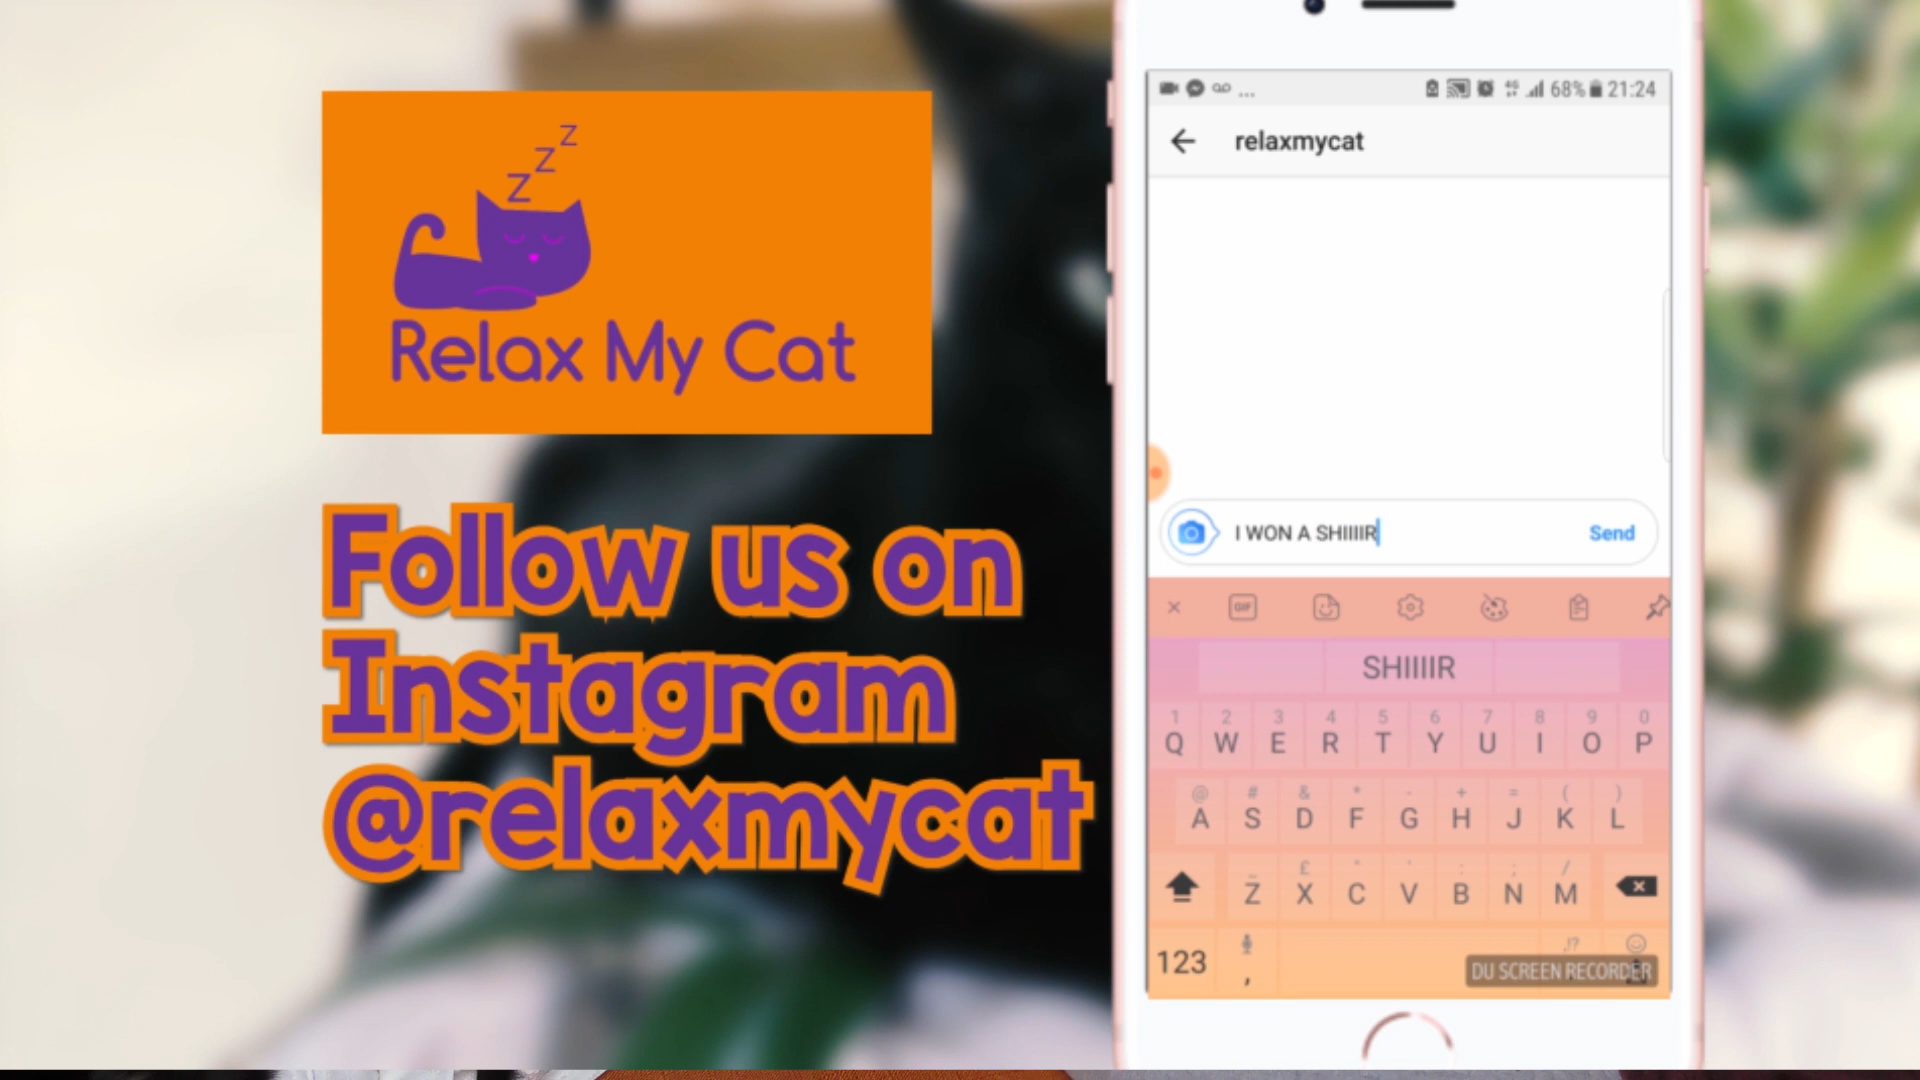 z
z
z
Relax My Cat
Follow us on
Instagram
@relaxmycat
... 4G 68% 21:24
relaxmycat
I WON A SHIIIIR Send
GIF
SHIIIIR
1 2 3 4 5 6 7 8 9 0
Q W E R T Y U I O P
@ # & * - + = ( )
A S D F G H J K L
_ £ " ' : ; /
Z X C V B N M
,!?
123 ,
DU SCREEN RECORDER